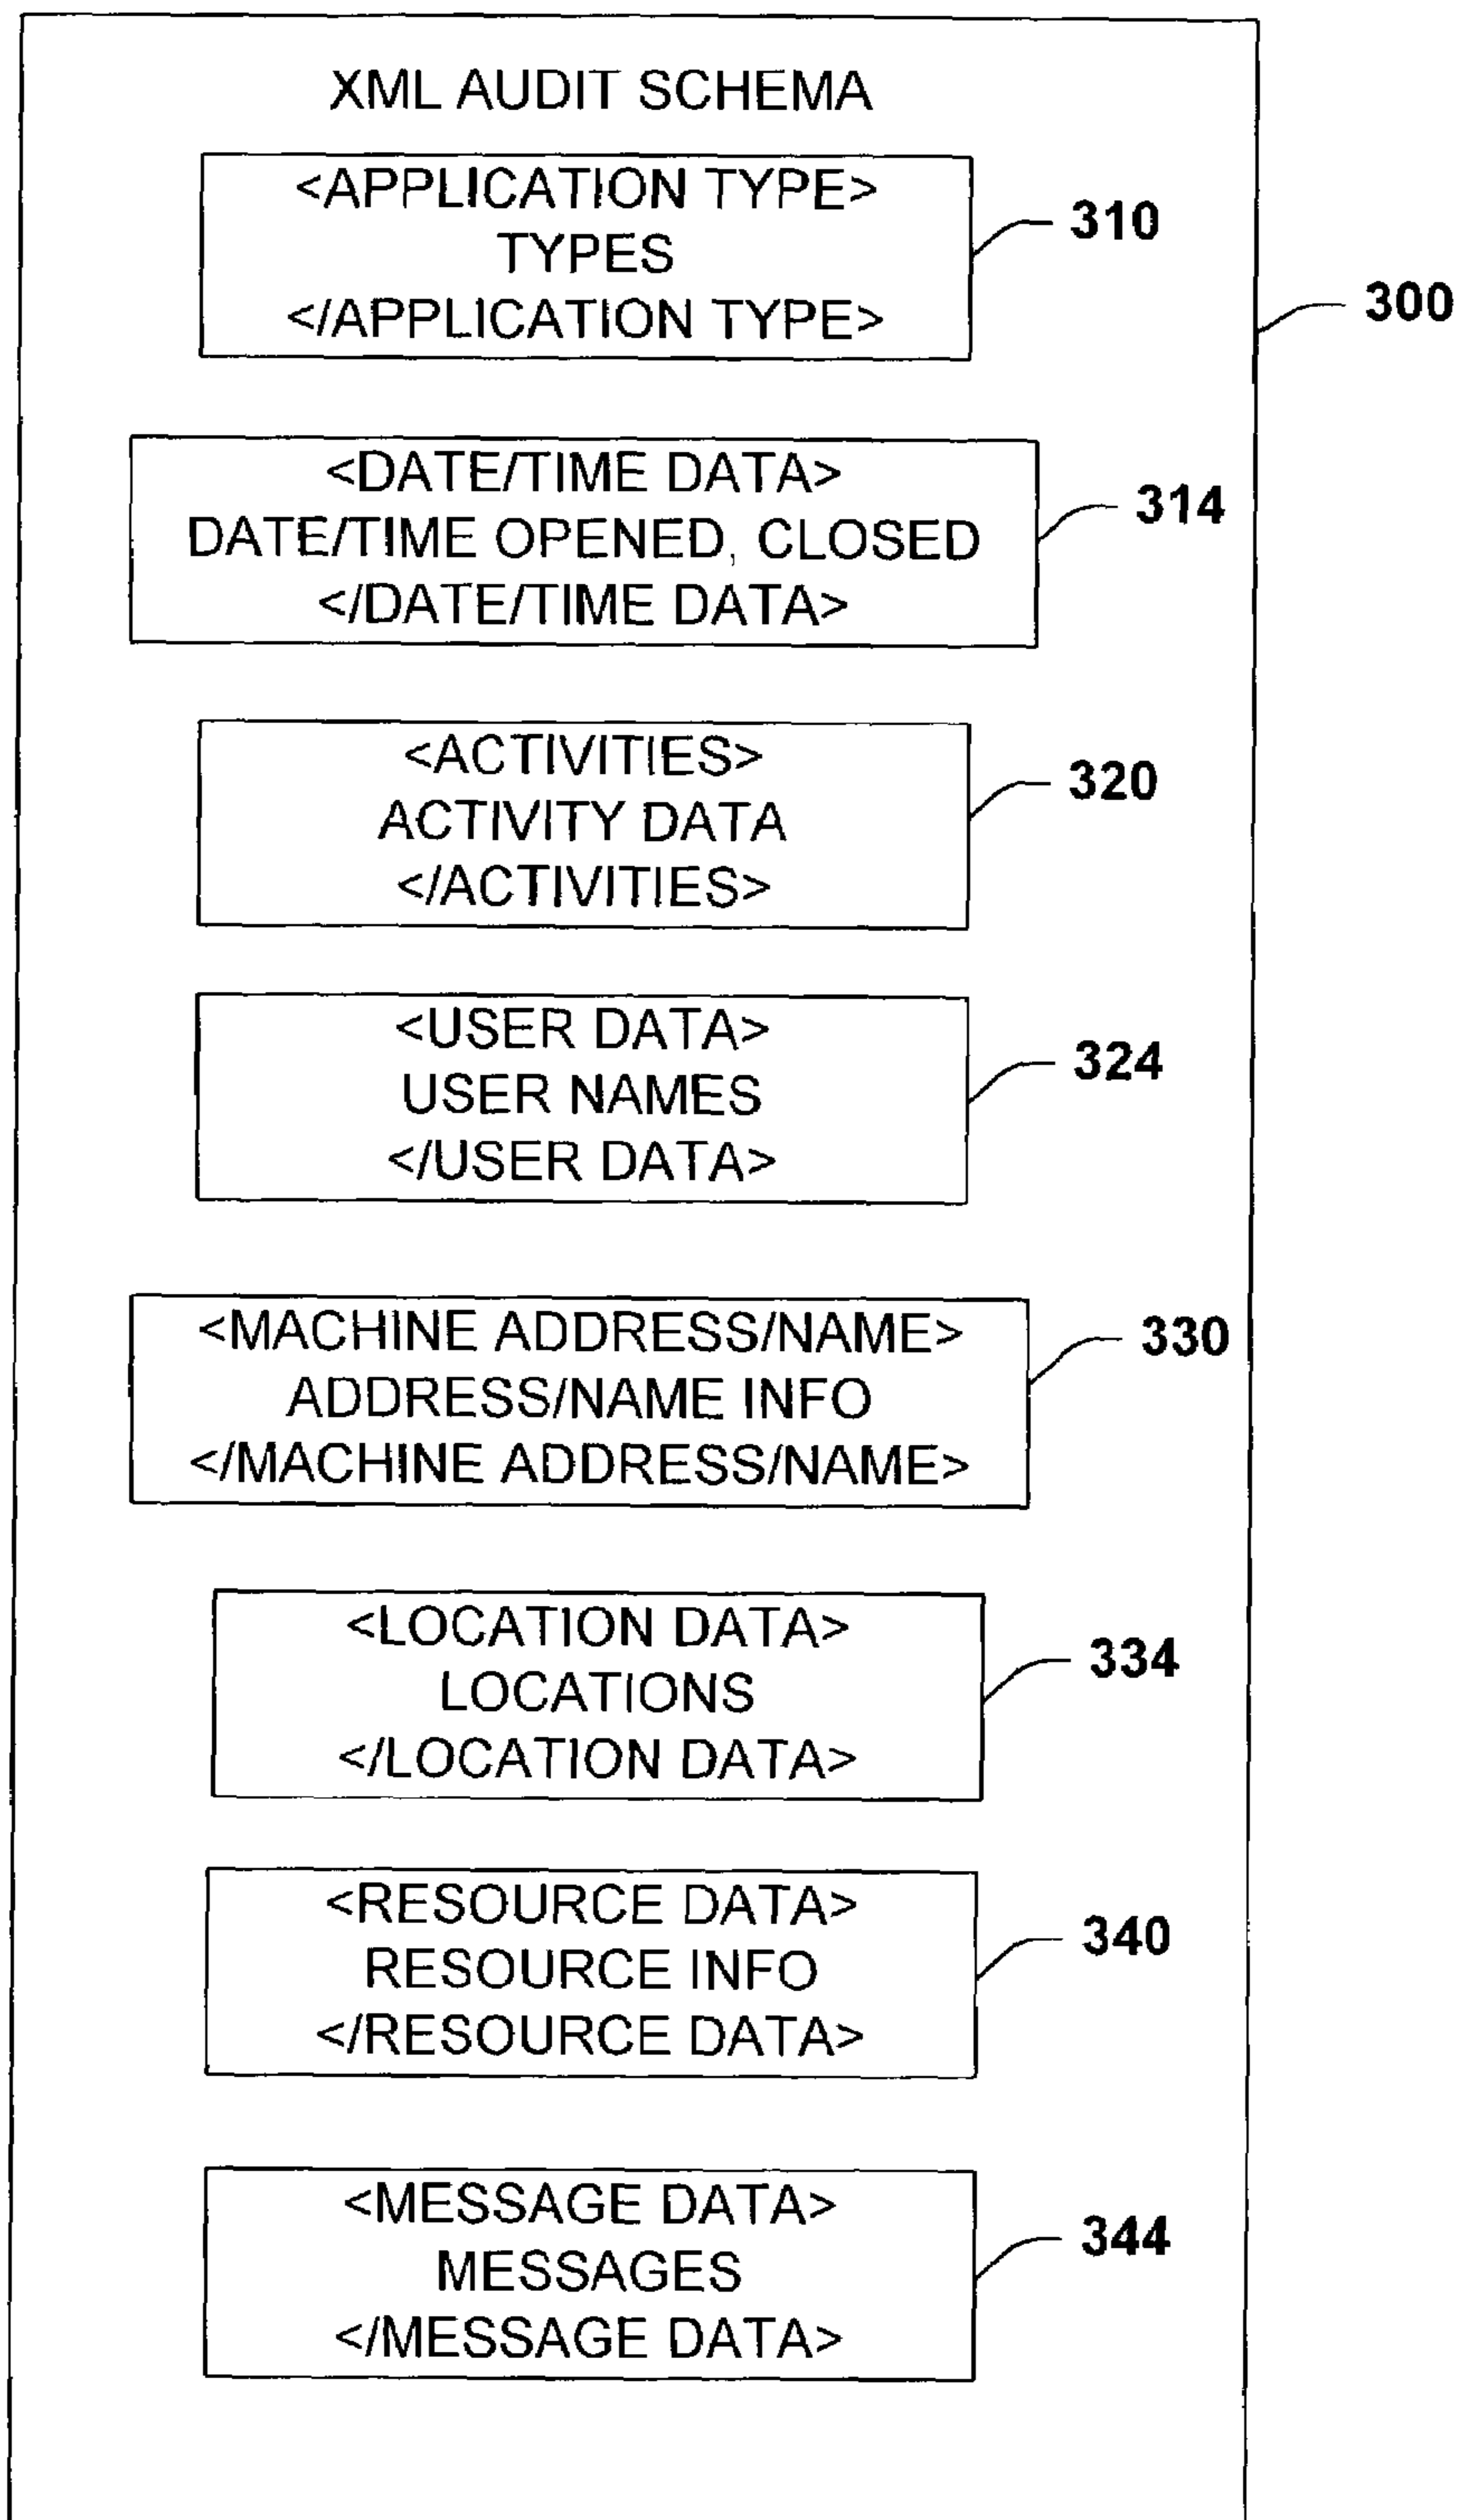 XML AUDIT SCHEMA
<APPLICATION TYPE>
TYPES
</APPLICATION TYPE>
310
300
<DATE/TIME DATA>
DATE/TIME OPENED, CLOSED
</DATE/TIME DATA>
314
<ACTIVITIES>
ACTIVITY DATA
</ACTIVITIES>
320
<USER DATA>
USER NAMES
</USER DATA>
324
<MACHINE ADDRESS/NAME>
ADDRESS/NAME INFO
</MACHINE ADDRESS/NAME>
330
<LOCATION DATA>
LOCATIONS
</LOCATION DATA>
334
<RESOURCE DATA>
RESOURCE INFO
</RESOURCE DATA>
340
<MESSAGE DATA>
MESSAGES
</MESSAGE DATA>
344